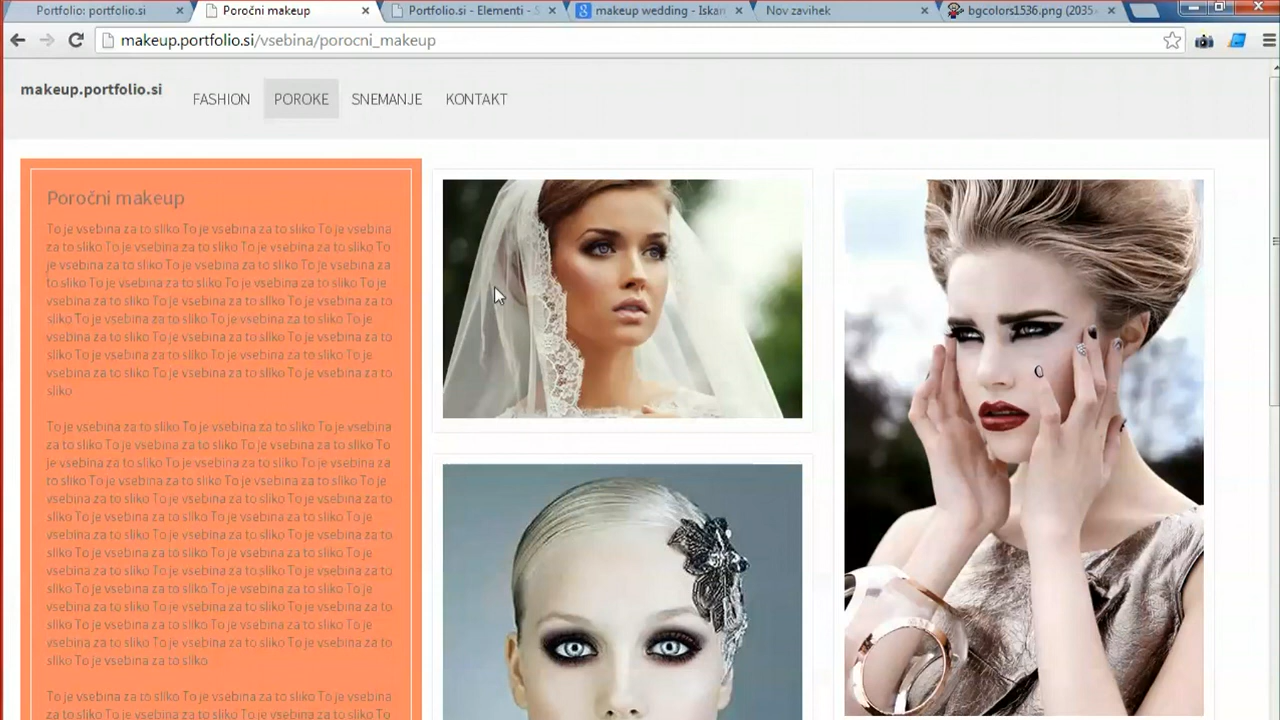 Portfolio: portfolio.si
Poročni makeup
Portfolio.si - Elementi - S
makeup wedding - Iskan
Nov zavihek
bgcolors1536.png (2035×
makeup.portfolio.si/vsebina/porocni_makeup
makeup.portfolio.si
FASHION
POROKE
SNEMANJE
KONTAKT
Poročni makeup
To je vsebina za to sliko To je vsebina za to sliko To je vsebina
za to sliko To je vsebina za to sliko To je vsebina za to sliko To
je vsebina za to sliko To je vsebina za to sliko To je vsebina za
to sliko To je vsebina za to sliko To je vsebina za to sliko To je
vsebina za to sliko To je vsebina za to sliko To je vsebina za to
sliko To je vsebina za to sliko To je vsebina za to sliko To je
vsebina za to sliko To je vsebina za to sliko To je vsebina za to
sliko To je vsebina za to sliko To je vsebina za to sliko To je
vsebina za to sliko To je vsebina za to sliko To je vsebina za to
sliko
To je vsebina za to sliko To je vsebina za to sliko To je vsebina
za to sliko To je vsebina za to sliko To je vsebina za to sliko To
je vsebina za to sliko To je vsebina za to sliko To je vsebina za
to sliko To je vsebina za to sliko To je vsebina za to sliko To je
vsebina za to sliko To je vsebina za to sliko To je vsebina za to
sliko To je vsebina za to sliko To je vsebina za to sliko To je
vsebina za to sliko To je vsebina za to sliko To je vsebina za to
sliko To je vsebina za to sliko To je vsebina za to sliko To je
vsebina za to sliko To je vsebina za to sliko To je vsebina za to
sliko To je vsebina za to sliko To je vsebina za to sliko To je
vsebina za to sliko To je vsebina za to sliko To je vsebina za to
sliko To je vsebina za to sliko To je vsebina za to sliko To je
vsebina za to sliko To je vsebina za to sliko To je vsebina za to
sliko To je vsebina za to sliko
To je vsebina za to sliko To je vsebina za to sliko To je vsebina
za to sliko To je vsebina za to sliko To je vsebina za to sliko To